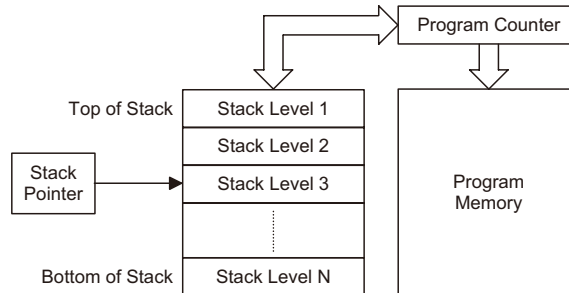 Program Counter
Top of Stack
Stack Level 1
Stack Level 2
Stack
Pointer
Stack Level 3
Program
Memory
Bottom of Stack
Stack Level N